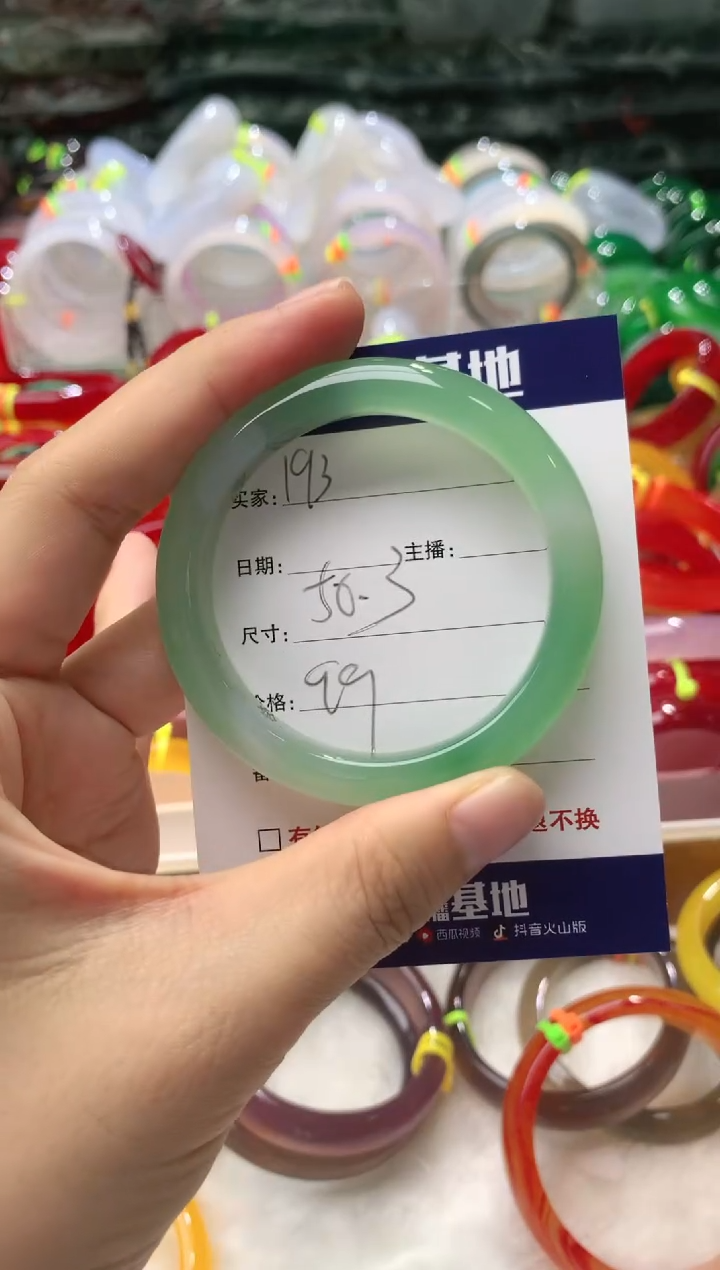 基地
买家: 193
日期: 主播:
尺寸: 56.3
格: 99
有 退不换
播基地
西瓜视频 抖音火山版